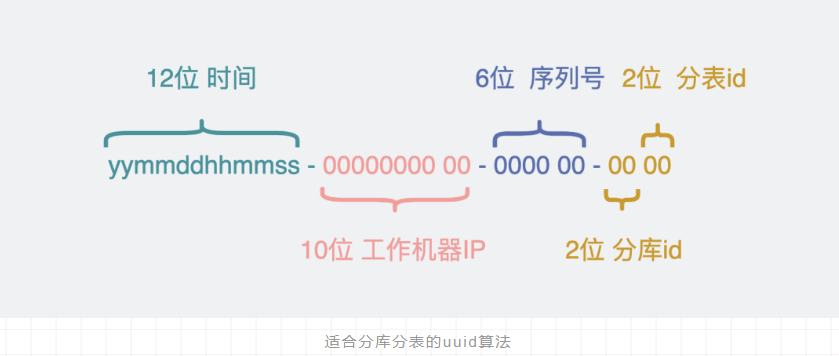 12位 时间
6位 序列号 2位 分表id
yymmddhhmmss - 00000000 00 - 0000 00 - 00 00
10位 工作机器IP
2位 分库id
适合分库分表的uuid算法